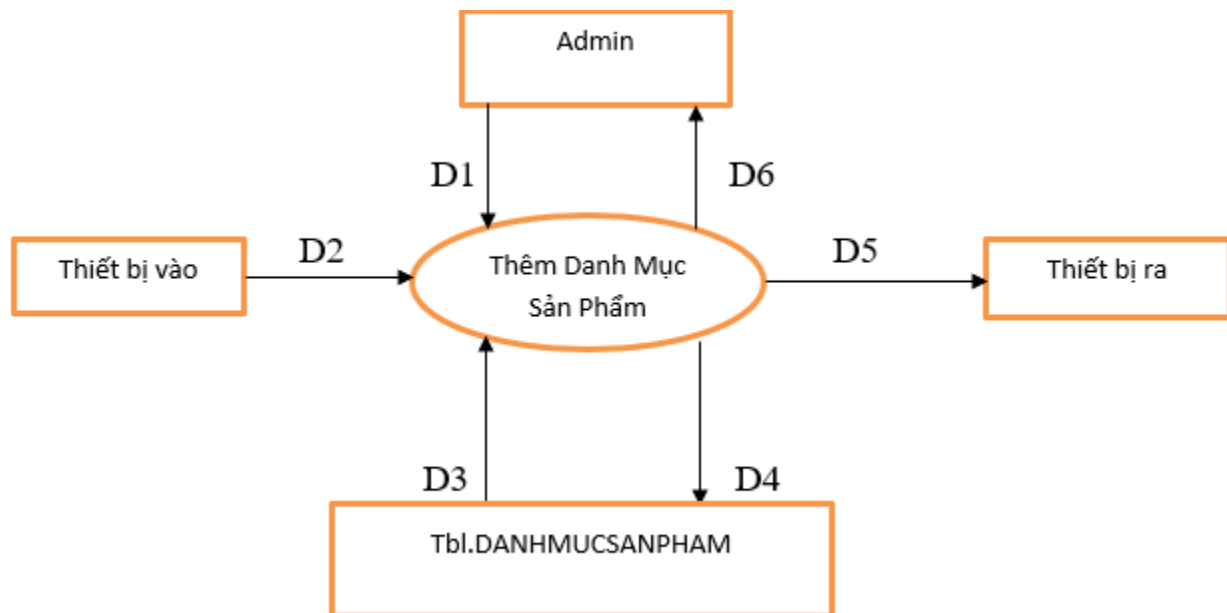 Admin
D1
D6
Thiết bị vào
D2
Thêm Danh Mục
Sản Phẩm
D5
Thiết bị ra
D3
D4
Tbl.DANHMUCSANPHAM